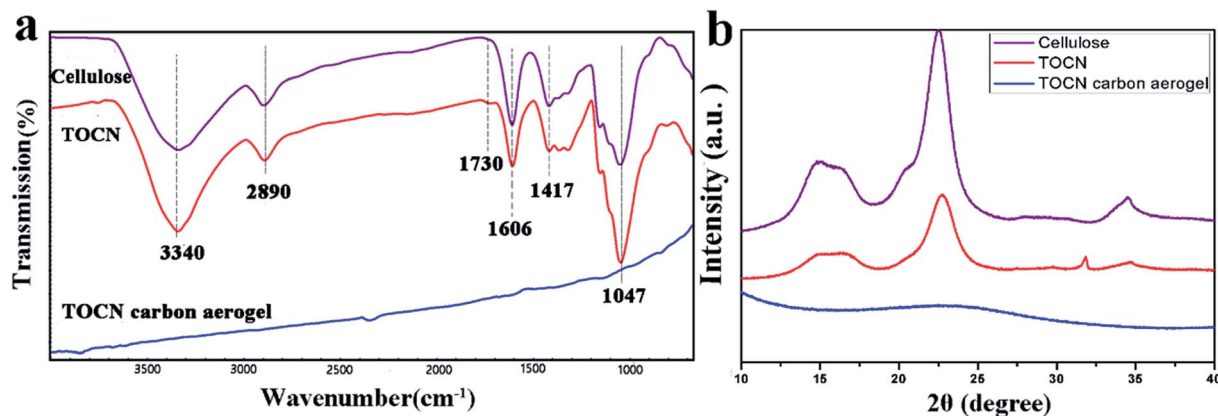 a
Transmission(%)
Cellulose
TOCN
TOCN carbon aerogel
3340
2890
1730
1606
1417
1047
3500
3000
2500
2000
1500
1000
Wavenumber(cm⁻¹)
b
Intensity (a.u.)
Cellulose
TOCN
TOCN carbon aerogel
10
15
20
25
30
35
40
2θ (degree)